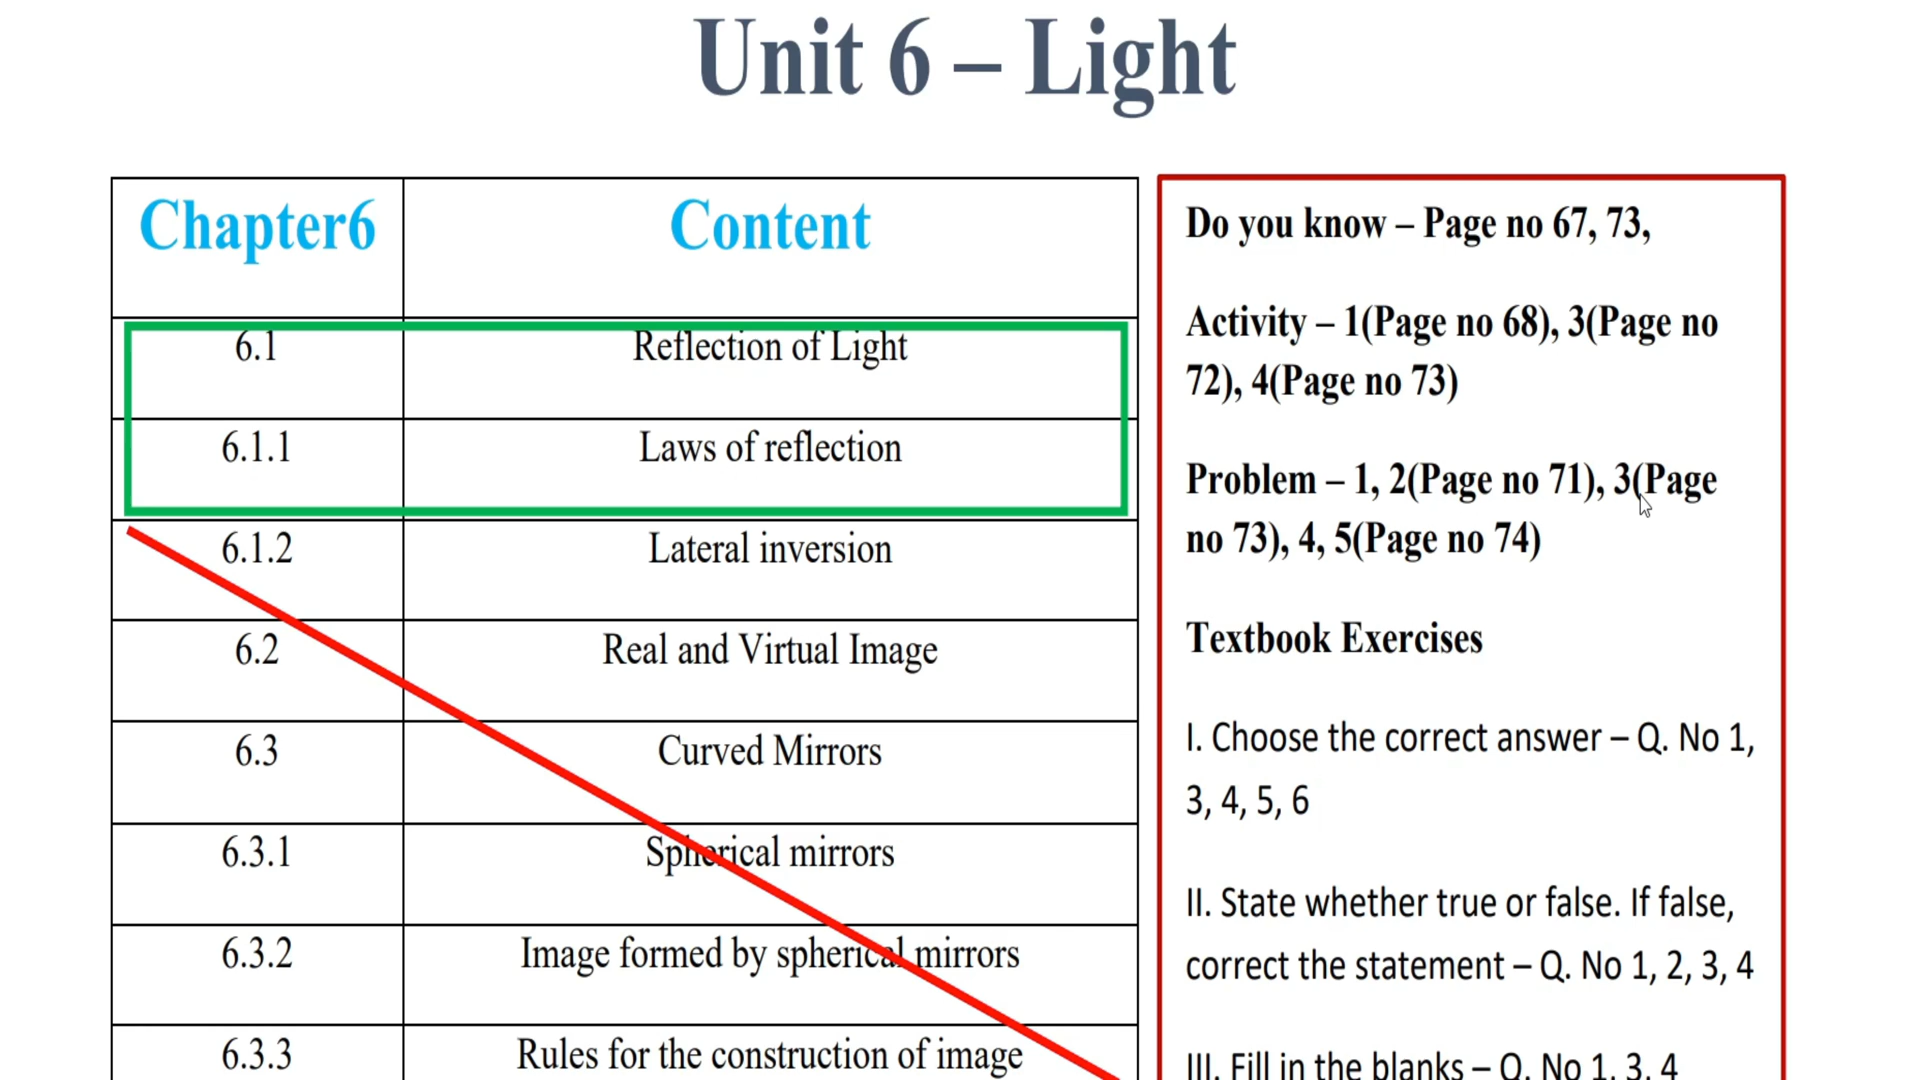 Unit 6 – Light
Chapter6 Content
6.1 Reflection of Light
6.1.1 Laws of reflection
6.1.2 Lateral inversion
6.2 Real and Virtual Image
6.3 Curved Mirrors
6.3.1 Spherical mirrors
6.3.2 Image formed by spherical mirrors
6.3.3 Rules for the construction of image
Do you know – Page no 67, 73,
Activity – 1(Page no 68), 3(Page no
72), 4(Page no 73)
Problem – 1, 2(Page no 71), 3(Page
no 73), 4, 5(Page no 74)
Textbook Exercises
I. Choose the correct answer – Q. No 1,
3, 4, 5, 6
II. State whether true or false. If false,
correct the statement – Q. No 1, 2, 3, 4
III. Fill in the blanks – Q. No 1, 3, 4